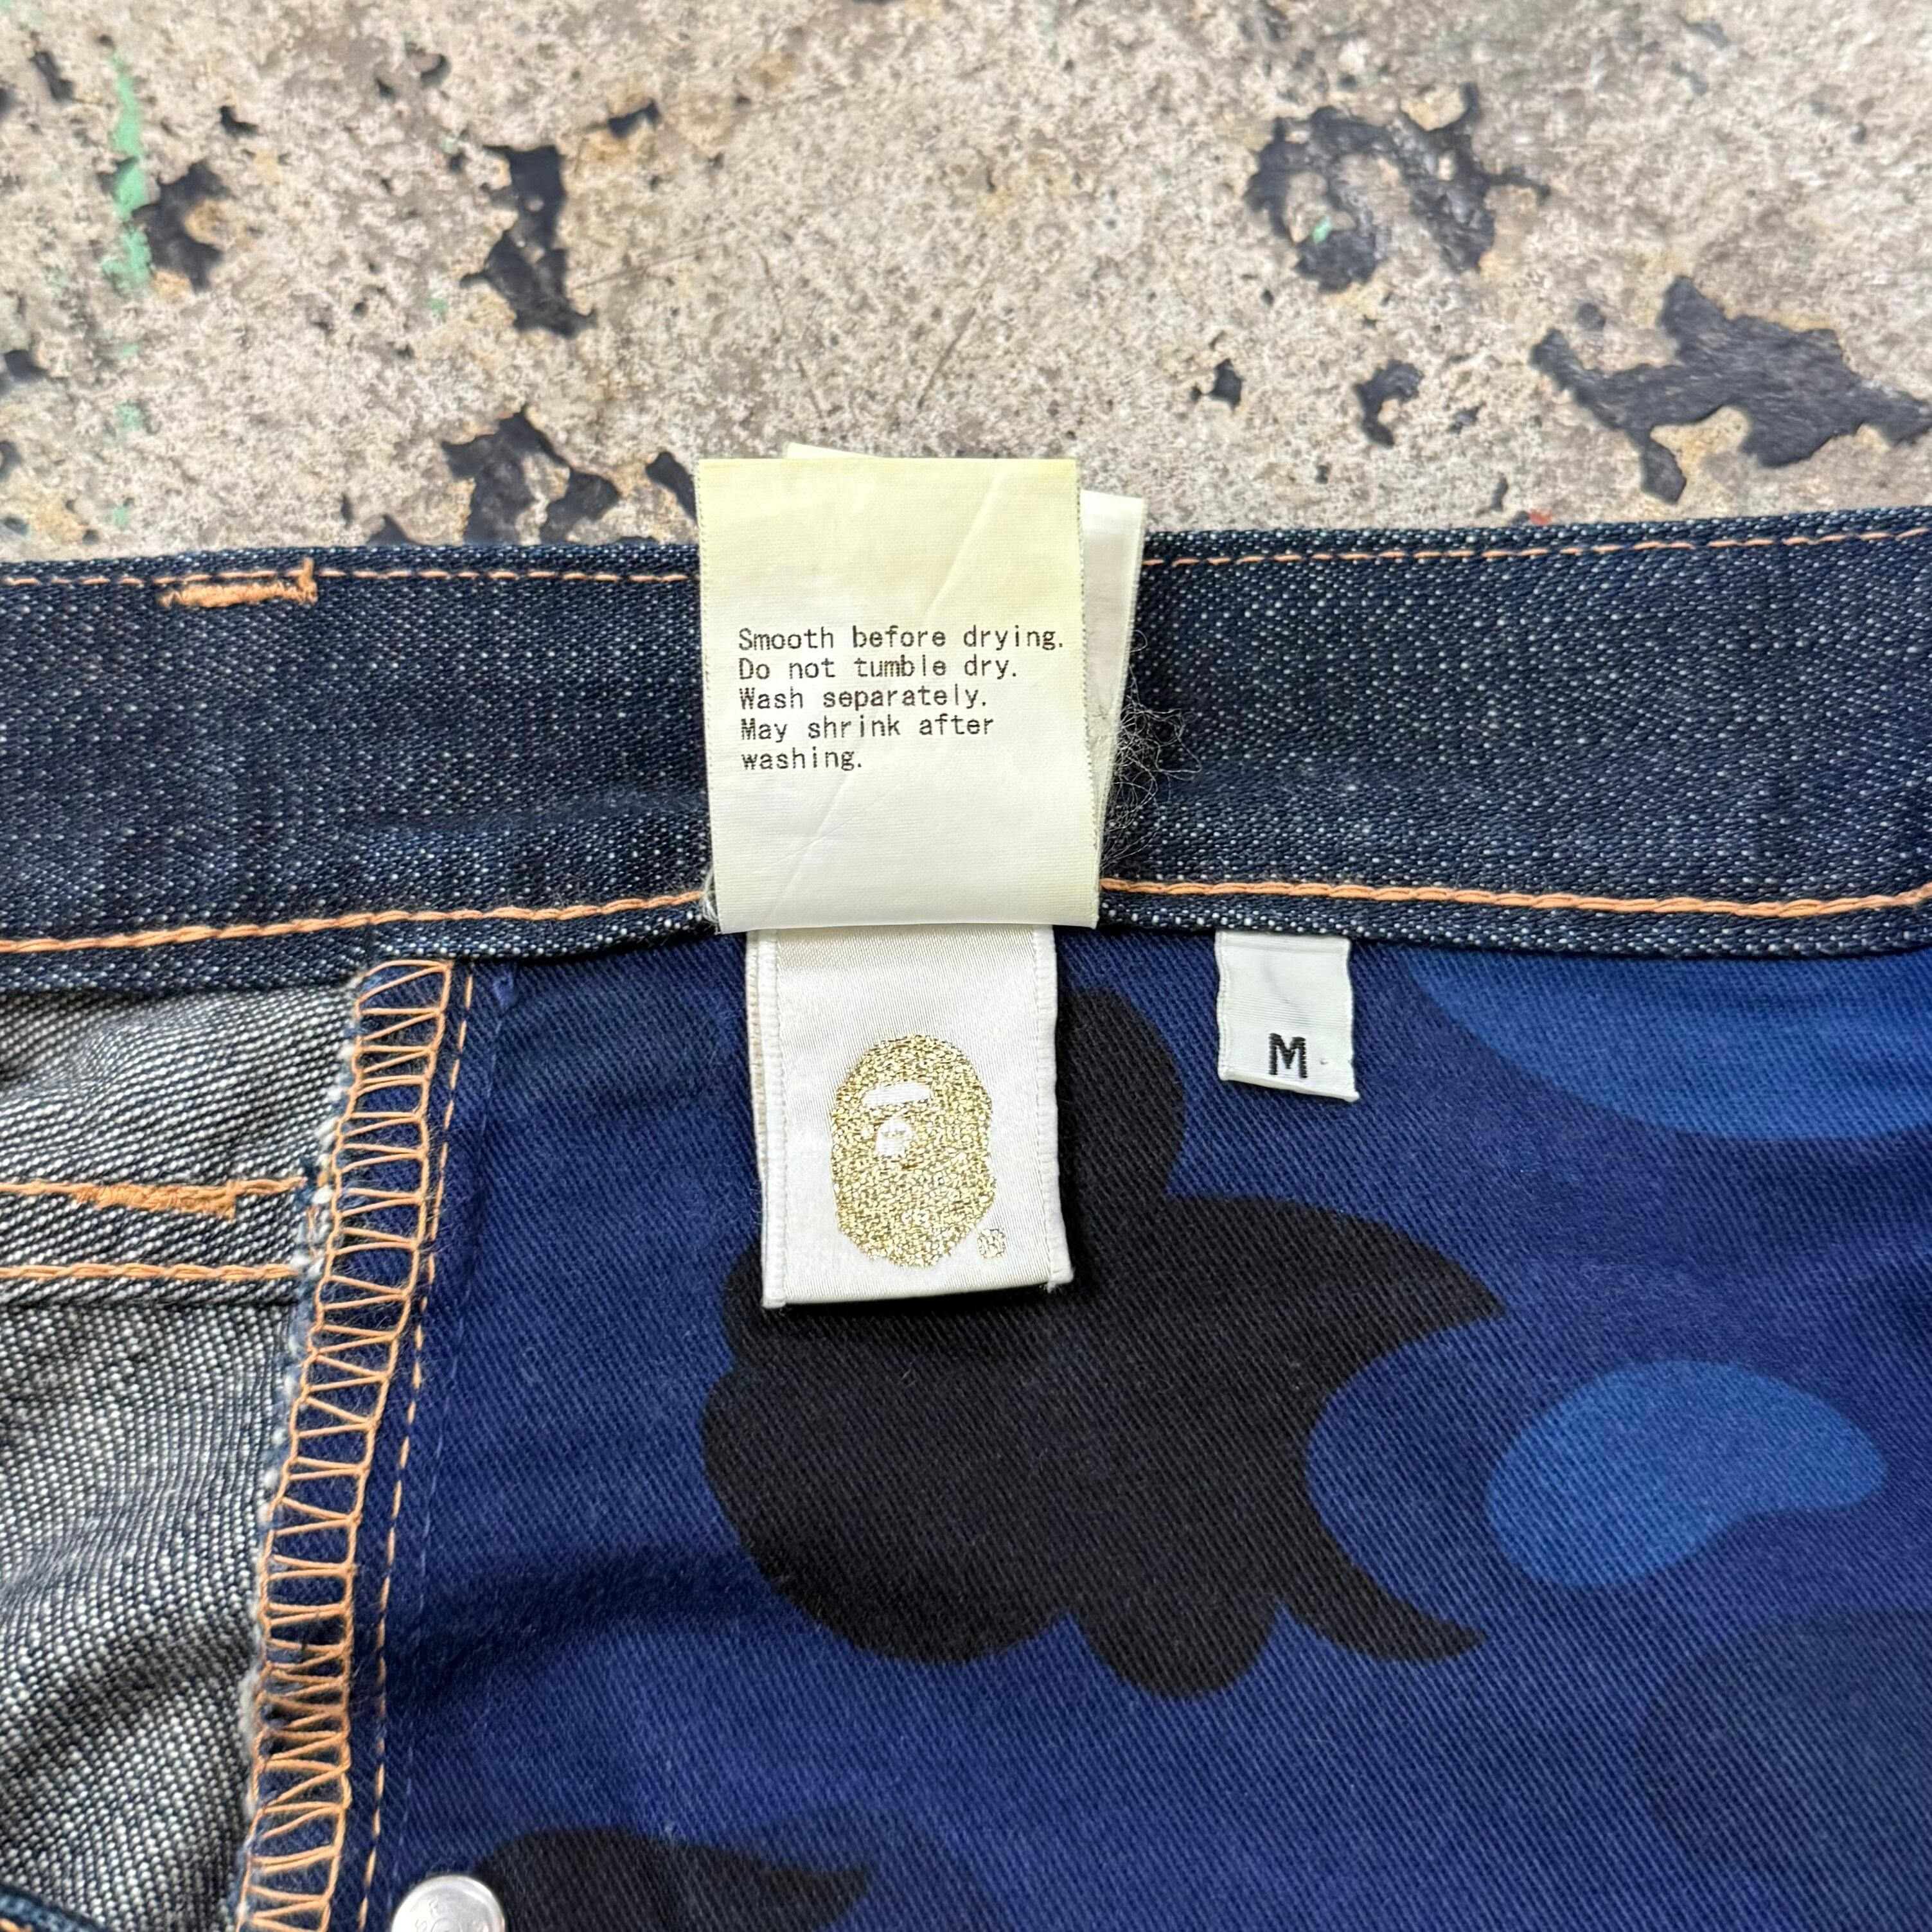 Smooth before drying.
Do not tumble dry.
Wash separately.
May shrink after
washing.
M
®